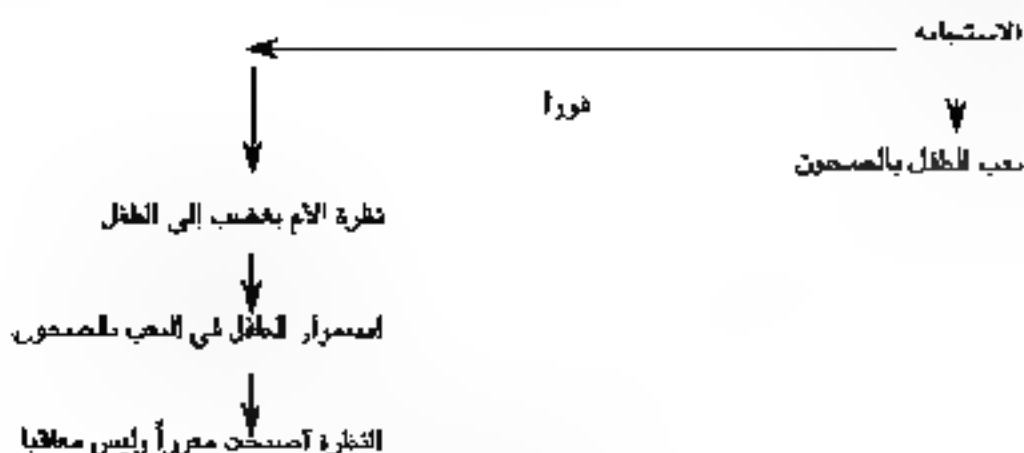 الاستجابة
فورا
لعب الطفل بالصحون
نظرة الأم بغضب إلى الطفل
استمرار الطفل في اللعب بالصحون
النظرة أصبحت معززاً وليس معاقبا